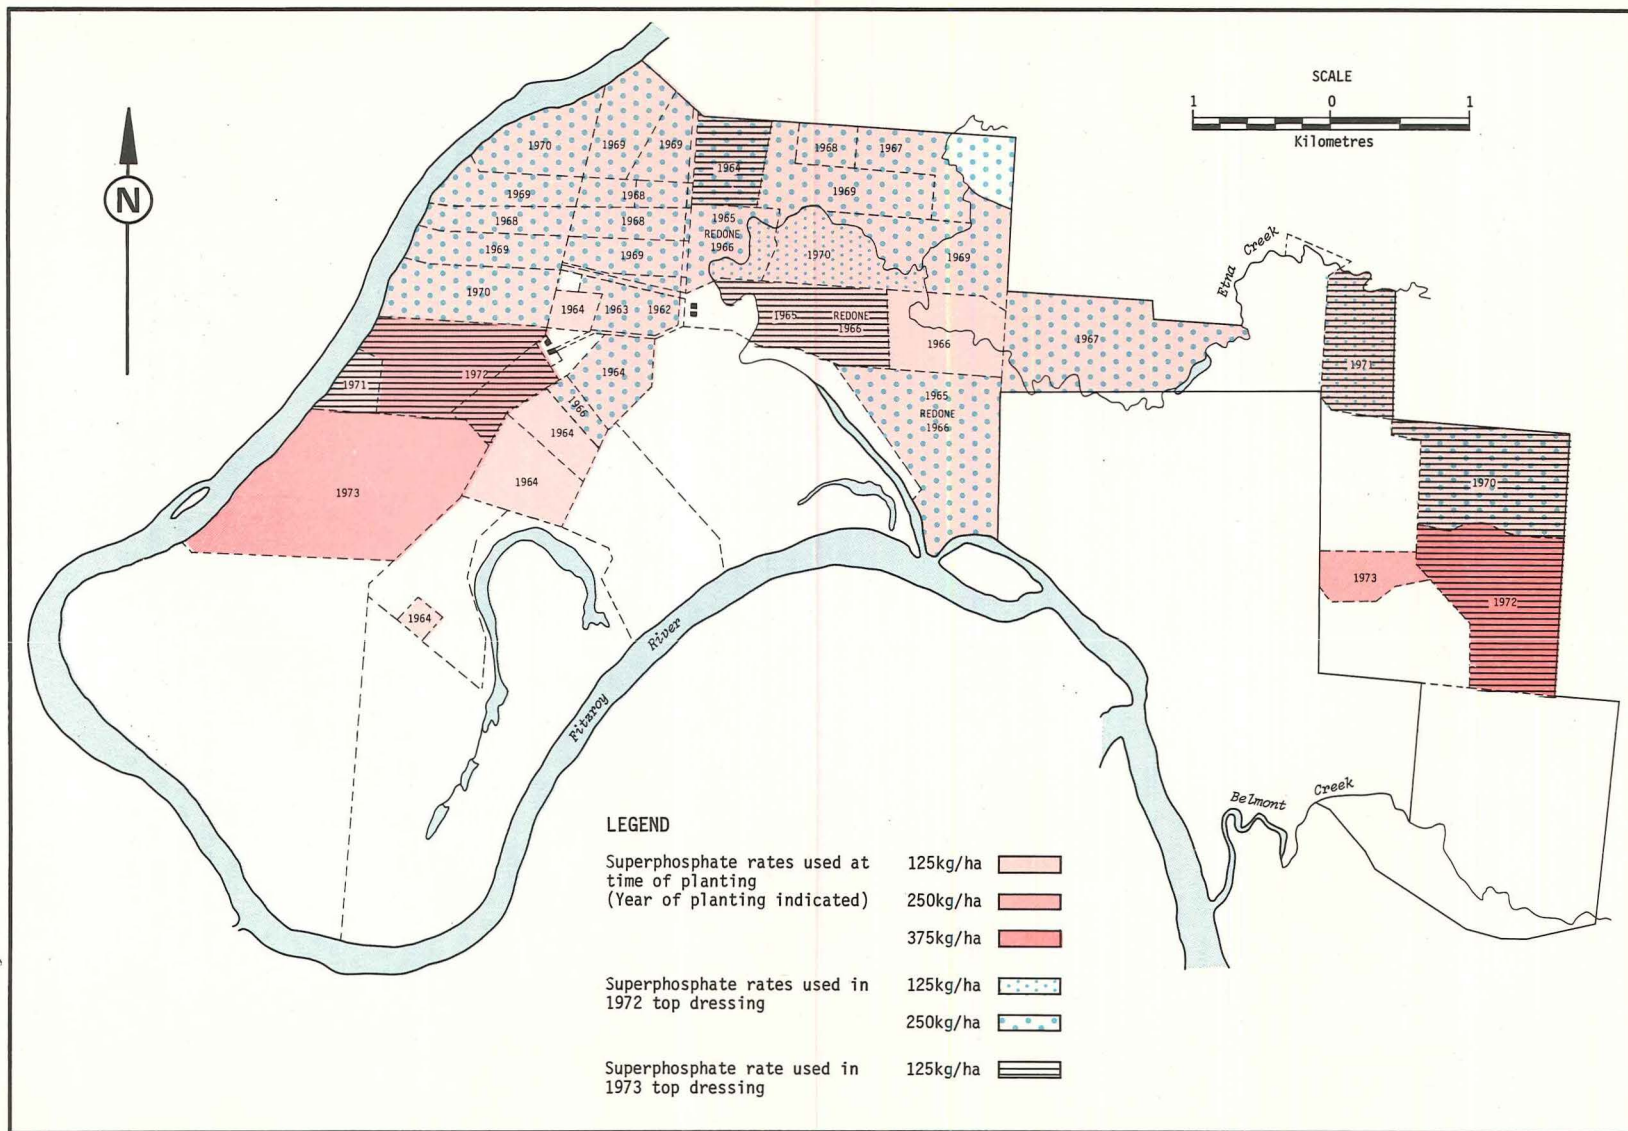 SCALE
1 0 1
Kilometres
N
1970
1969
1969
1964
1968
1967
1969
1968
1969
1968
1968
1965
REDONE
1966
1969
1969
1970
1969
1970
1964
1963
1962
1965
REDONE
1966
1966
1967
Etna Creek
1971
1971
1972
1964
1966
1964
1965
REDONE
1966
1973
1964
1970
1973
1972
1964
Fitzroy River
Belmont Creek
LEGEND
Superphosphate rates used at
time of planting
(Year of planting indicated)
125kg/ha
250kg/ha
375kg/ha
Superphosphate rates used in
1972 top dressing
125kg/ha
250kg/ha
Superphosphate rate used in
1973 top dressing
125kg/ha